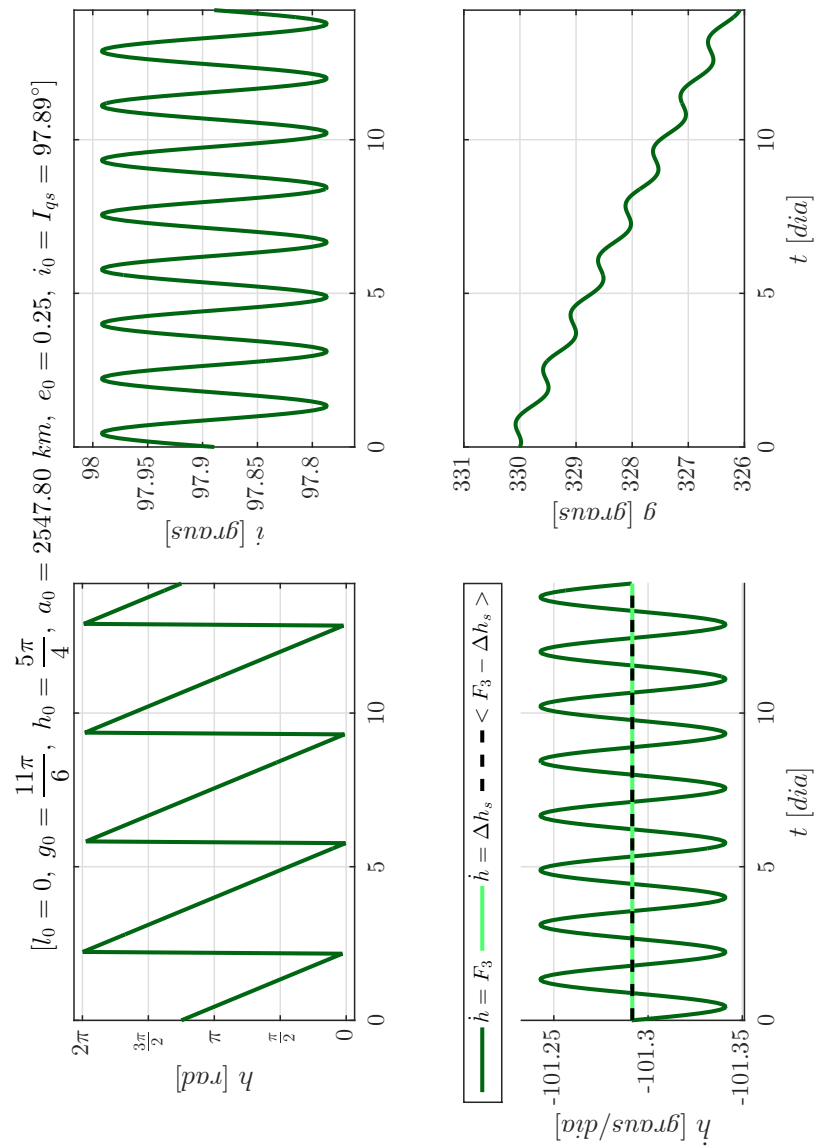 [l₀ = 0, g₀ = 11π/6, h₀ = 5π/4, a₀ = 2547.80 km, e₀ = 0.25, i₀ = I_qs = 97.89°]
2π
3π/2
π
π/2
0
h [rad]
0 5 10
98
97.95
97.9
97.85
97.8
i [graus]
0 5 10
ḣ = F₃ ḣ = Δh_s < F₃ − Δh_s >
-101.25
-101.3
-101.35
ḣ [graus/dia]
0 5 10
t [dia]
331
330
329
328
327
326
g [graus]
0 5 10
t [dia]